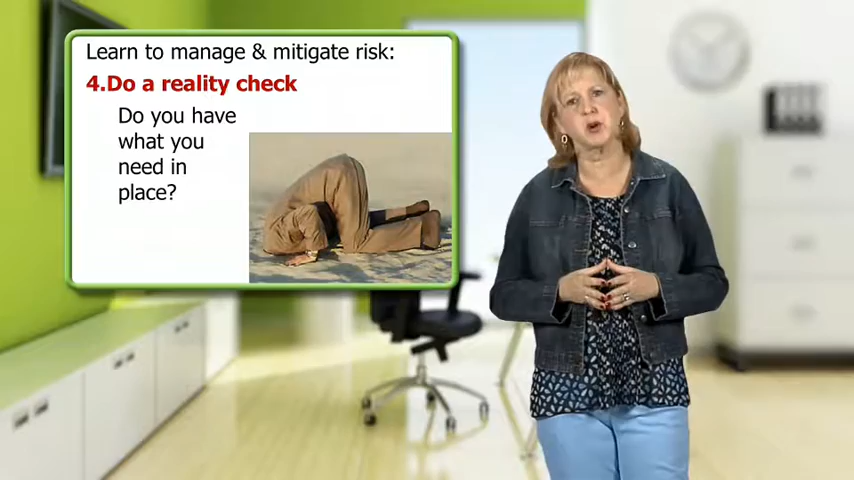 Learn to manage & mitigate risk:
4.Do a reality check
Do you have
what you
need in
place?